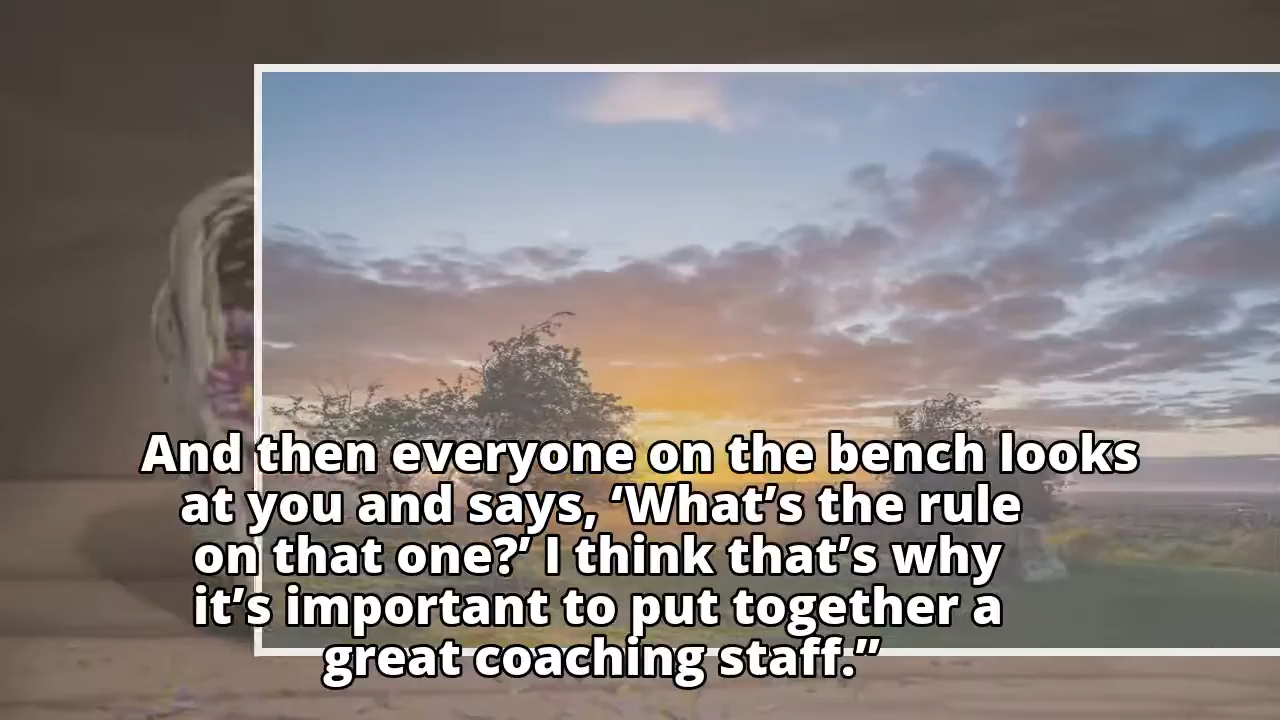 And then everyone on the bench looks
at you and says, ‘What’s the rule
on that one?’ I think that’s why
it’s important to put together a
great coaching staff.”